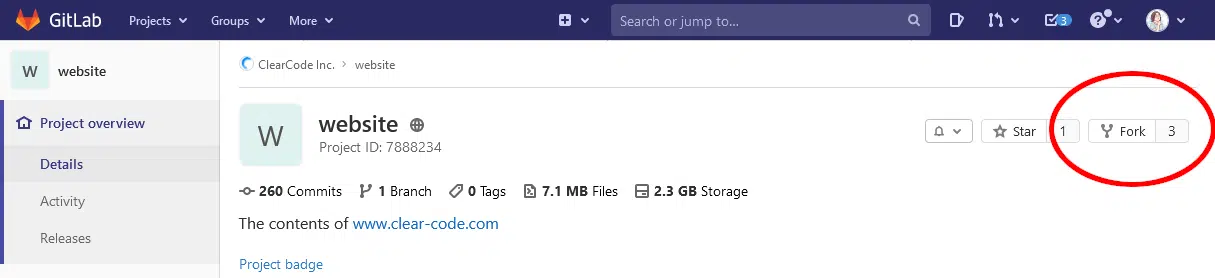 GitLab Projects Groups More Search or jump to... 3
W website
ClearCode Inc. > website
Project overview
Details
Activity
Releases
W
website
Project ID: 7888234
Star 1 Fork 3
260 Commits 1 Branch 0 Tags 7.1 MB Files 2.3 GB Storage
The contents of www.clear-code.com
Project badge